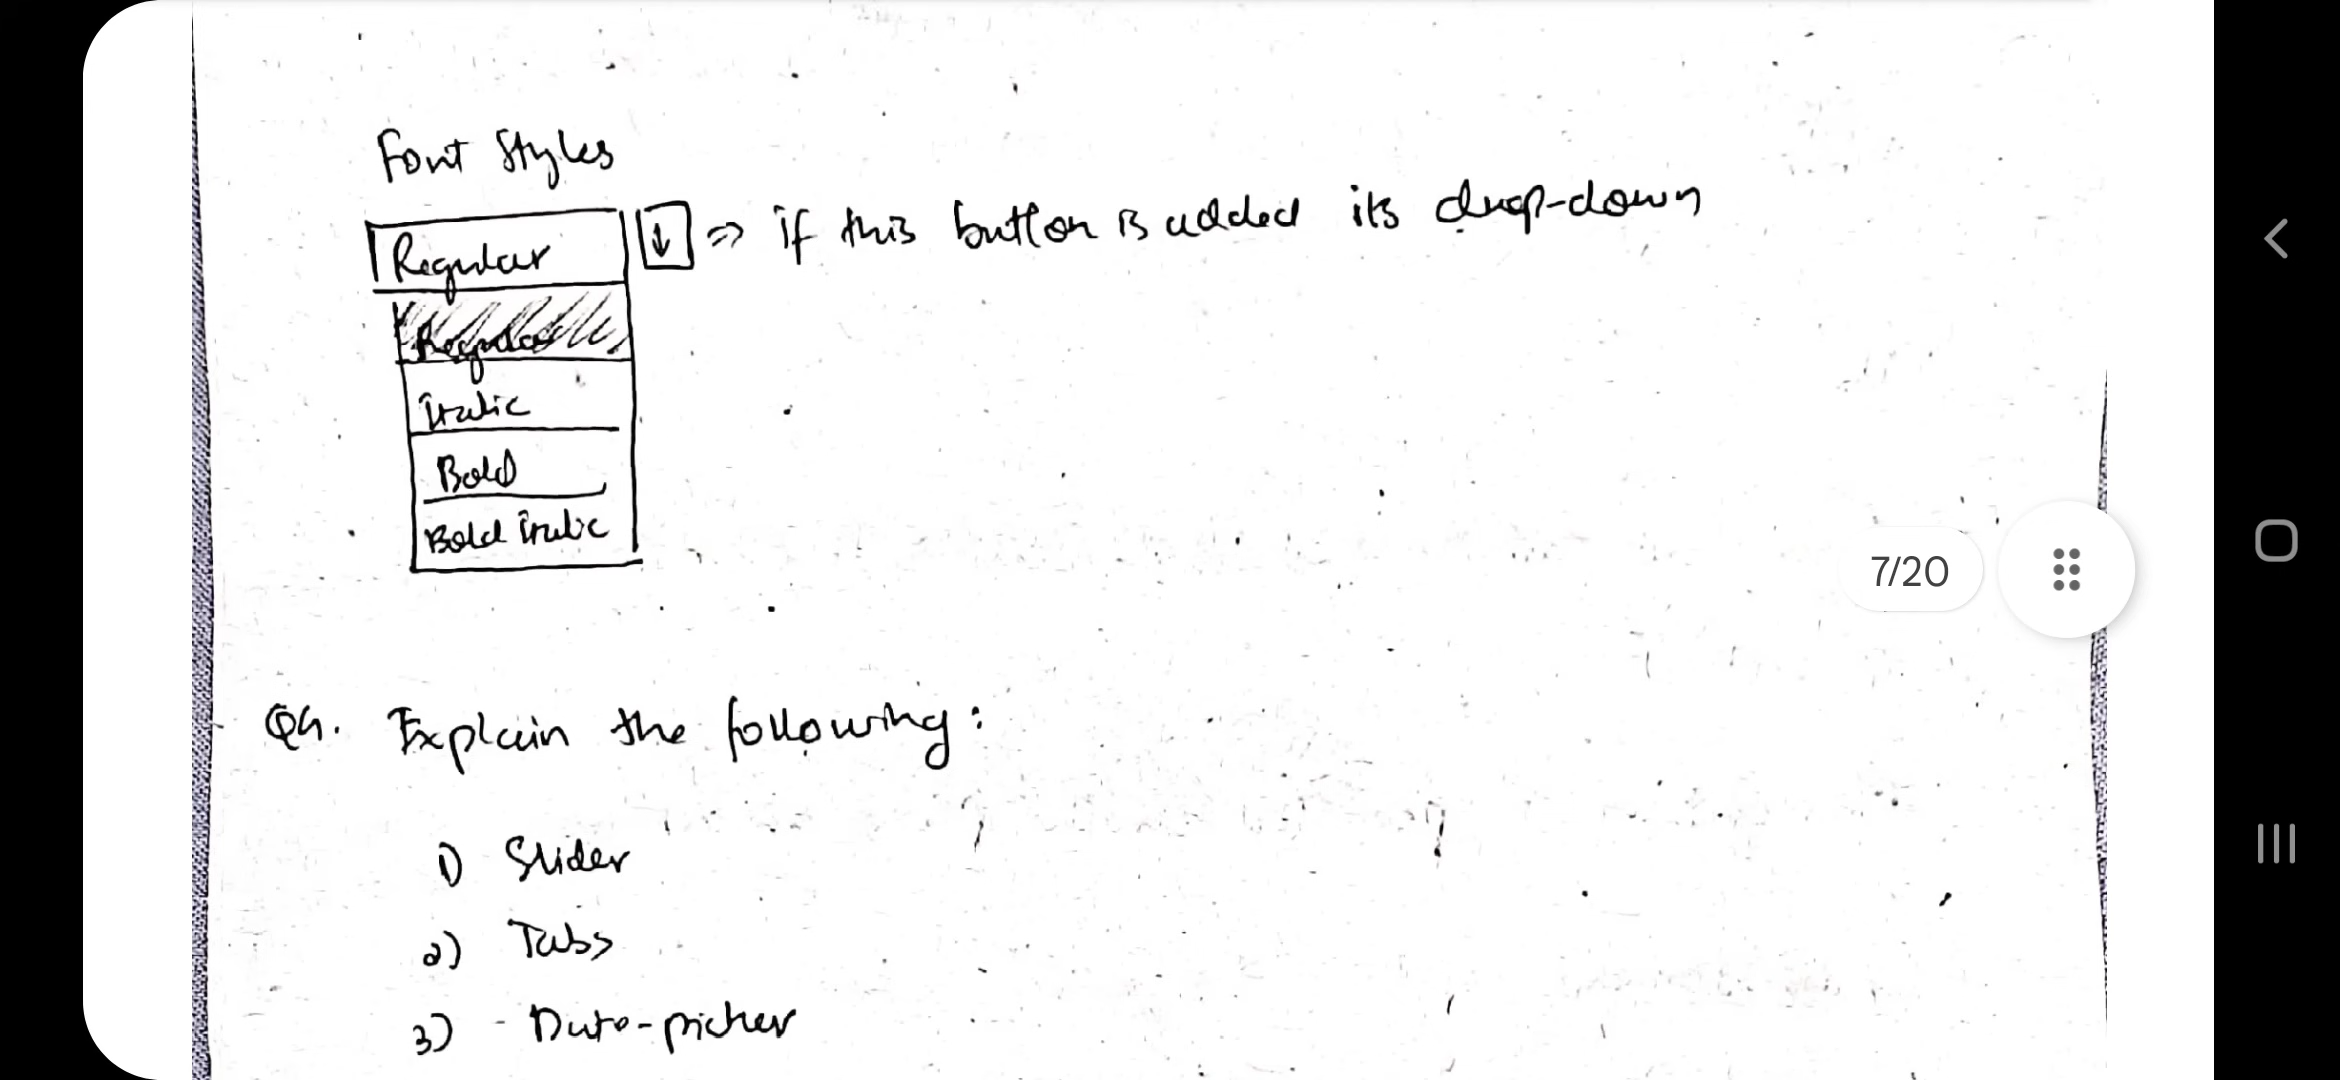 Font Styles
Regular ↓ ⇒ if this button is added its drop-down
Regular
Italic
Bold
Bold Italic
7/20
Q4. Explain the following:
1) Slider
2) Tabs
3) - Date-picker